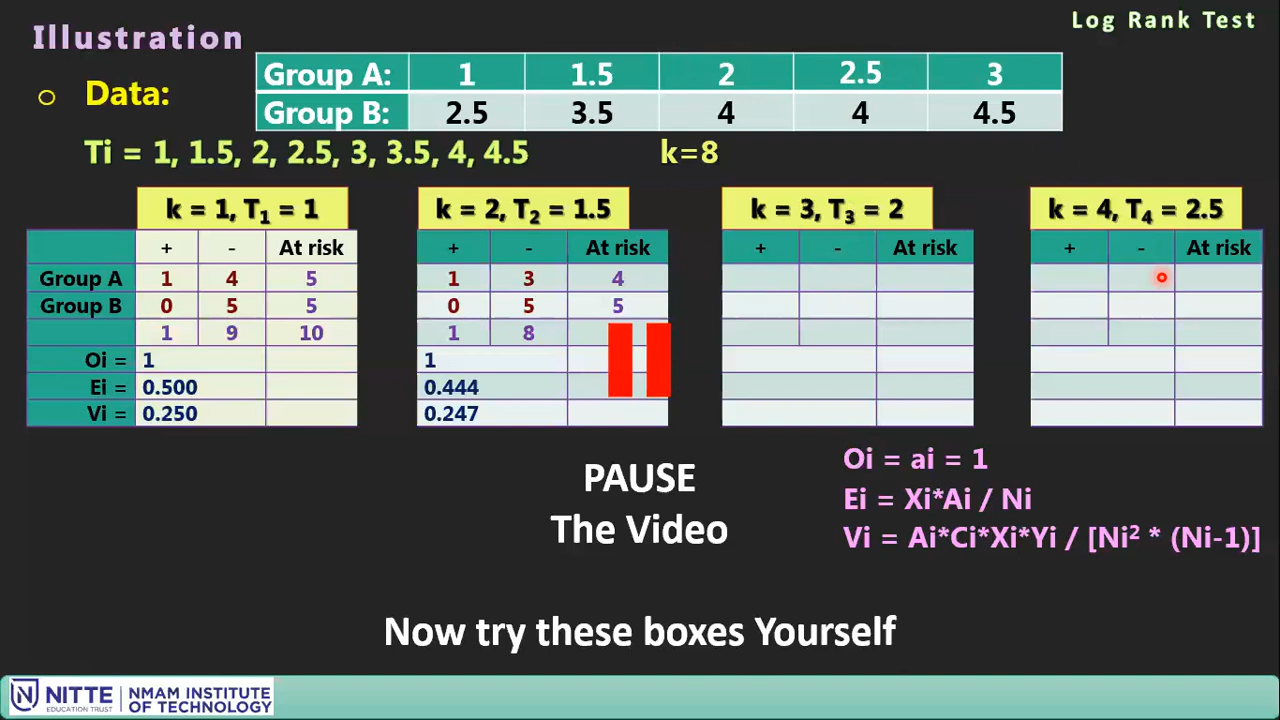 Log Rank Test
Illustration
o Data:
Group A: 1 1.5 2 2.5 3
Group B: 2.5 3.5 4 4 4.5
Ti = 1, 1.5, 2, 2.5, 3, 3.5, 4, 4.5 k=8
k = 1, T₁ = 1 k = 2, T₂ = 1.5 k = 3, T₃ = 2 k = 4, T₄ = 2.5
+ - At risk + - At risk + - At risk + - At risk
Group A 1 4 5 1 3 4
Group B 0 5 5 0 5 5
1 9 10 1 8
Oi = 1 1
Ei = 0.500 0.444
Vi = 0.250 0.247
Oi = ai = 1
PAUSE
Ei = Xi*Ai / Ni
The Video
Vi = Ai*Ci*Xi*Yi / [Ni² * (Ni-1)]
Now try these boxes Yourself
NITTE
EDUCATION TRUST
NMAM INSTITUTE
OF TECHNOLOGY